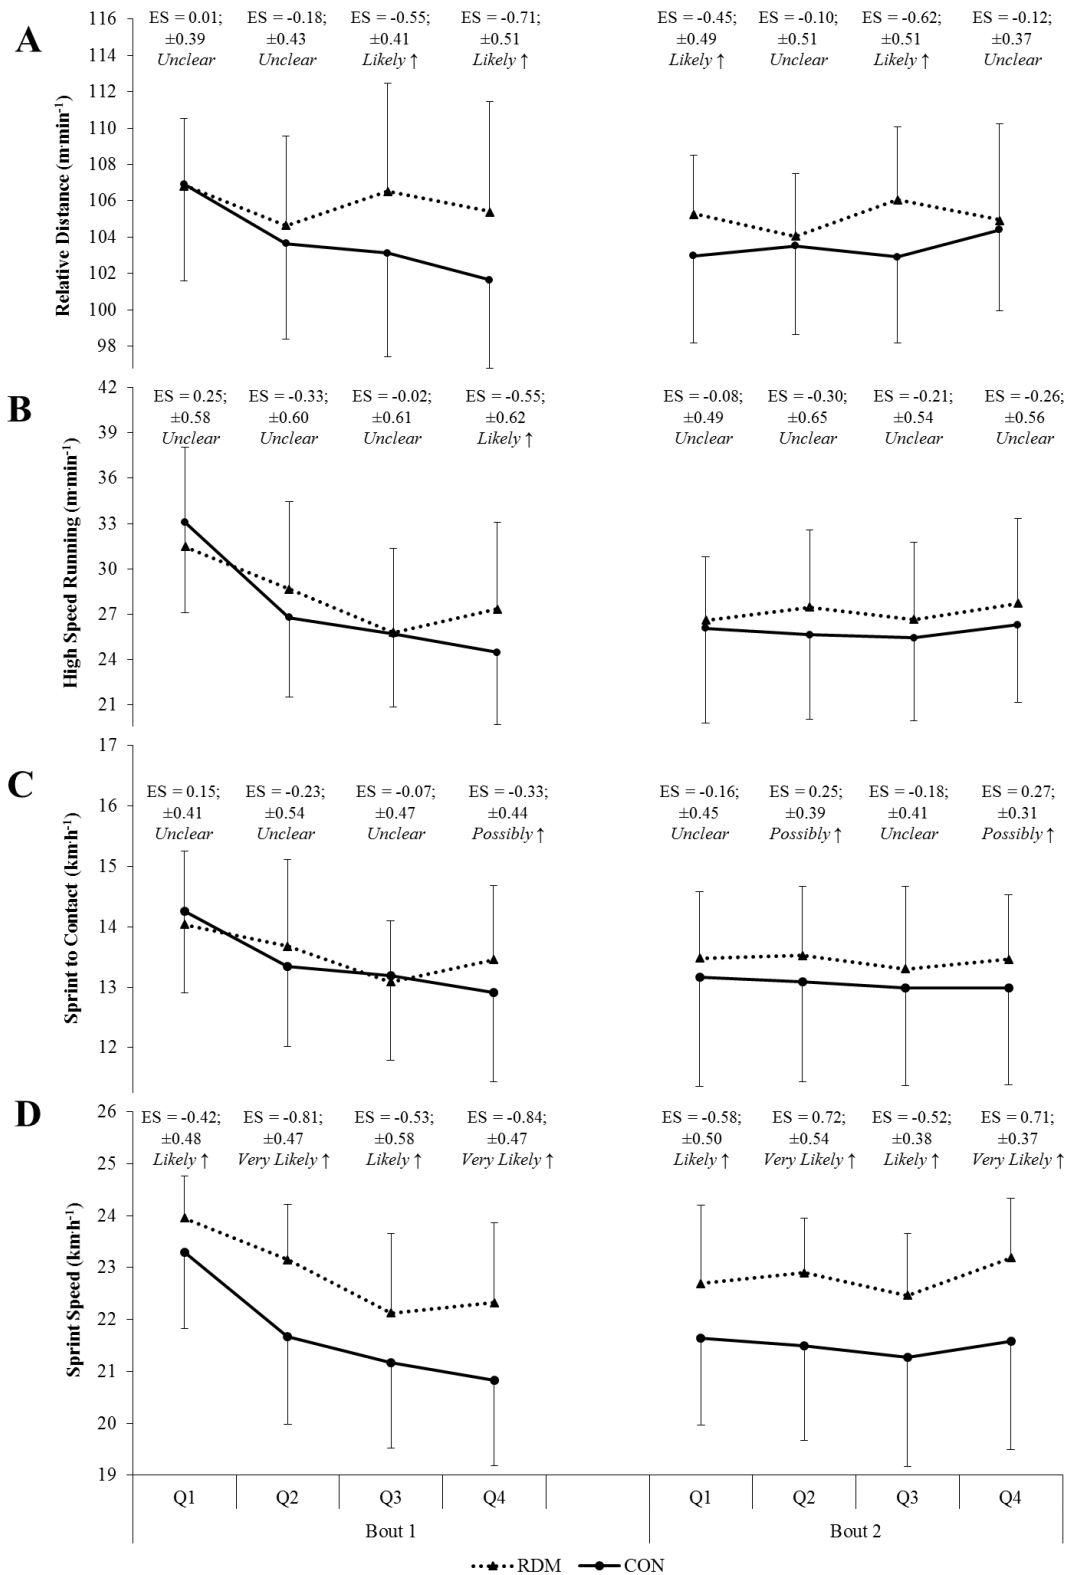 A
Relative Distance (m·min-1)
116
114
112
110
108
106
104
102
100
98
ES = 0.01; ES = -0.18; ES = -0.55; ES = -0.71; ES = -0.45; ES = -0.10; ES = -0.62; ES = -0.12;
±0.39 ±0.43 ±0.41 ±0.51 ±0.49 ±0.51 ±0.51 ±0.37
Unclear Unclear Likely ↑ Likely ↑ Likely ↑ Unclear Likely ↑ Unclear
B
High Speed Running (m·min-1)
42
39
36
33
30
27
24
21
ES = 0.25; ES = -0.33; ES = -0.02; ES = -0.55; ES = -0.08; ES = -0.30; ES = -0.21; ES = -0.26;
±0.58 ±0.60 ±0.61 ±0.62 ±0.49 ±0.65 ±0.54 ±0.56
Unclear Unclear Unclear Likely ↑ Unclear Unclear Unclear Unclear
C
Sprint to Contact (km·h-1)
17
16
15
14
13
12
ES = 0.15; ES = -0.23; ES = -0.07; ES = -0.33; ES = -0.16; ES = 0.25; ES = -0.18; ES = 0.27;
±0.41 ±0.54 ±0.47 ±0.44 ±0.45 ±0.39 ±0.41 ±0.31
Unclear Unclear Unclear Possibly ↑ Unclear Possibly ↑ Unclear Possibly ↑
D
Sprint Speed (km·h-1)
26
25
24
23
22
21
20
19
ES = -0.42; ES = -0.81; ES = -0.53; ES = -0.84; ES = -0.58; ES = 0.72; ES = -0.52; ES = 0.71;
±0.48 ±0.47 ±0.58 ±0.47 ±0.50 ±0.54 ±0.38 ±0.37
Likely ↑ Very Likely ↑ Likely ↑ Very Likely ↑ Likely ↑ Very Likely ↑ Likely ↑ Very Likely ↑
Q1 Q2 Q3 Q4 Q1 Q2 Q3 Q4
Bout 1 Bout 2
RDM CON